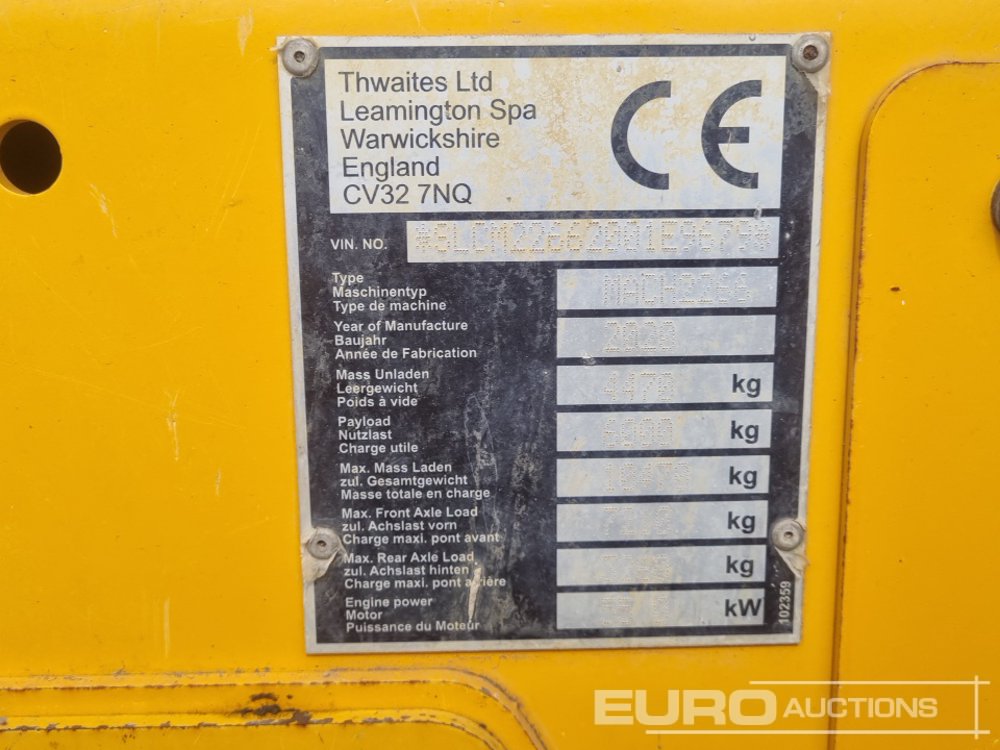 Thwaites Ltd
Leamington Spa
Warwickshire
England
CV32 7NQ
CE
VIN. NO.
Type
Maschinentyp
Type de machine
MACH2266
Year of Manufacture
Baujahr
Année de Fabrication
2020
Mass Unladen
Leergewicht
Poids à vide
4470 kg
Payload
Nutzlast
Charge utile
6000 kg
Max. Mass Laden
zul. Gesamtgewicht
Masse totale en charge
kg
Max. Front Axle Load
zul. Achslast vorn
Charge maxi. pont avant
kg
Max. Rear Axle Load
zul. Achslast hinten
Charge maxi. pont arrière
kg
Engine power
Motor
Puissance du Moteur
kW
102359
EURO AUCTIONS